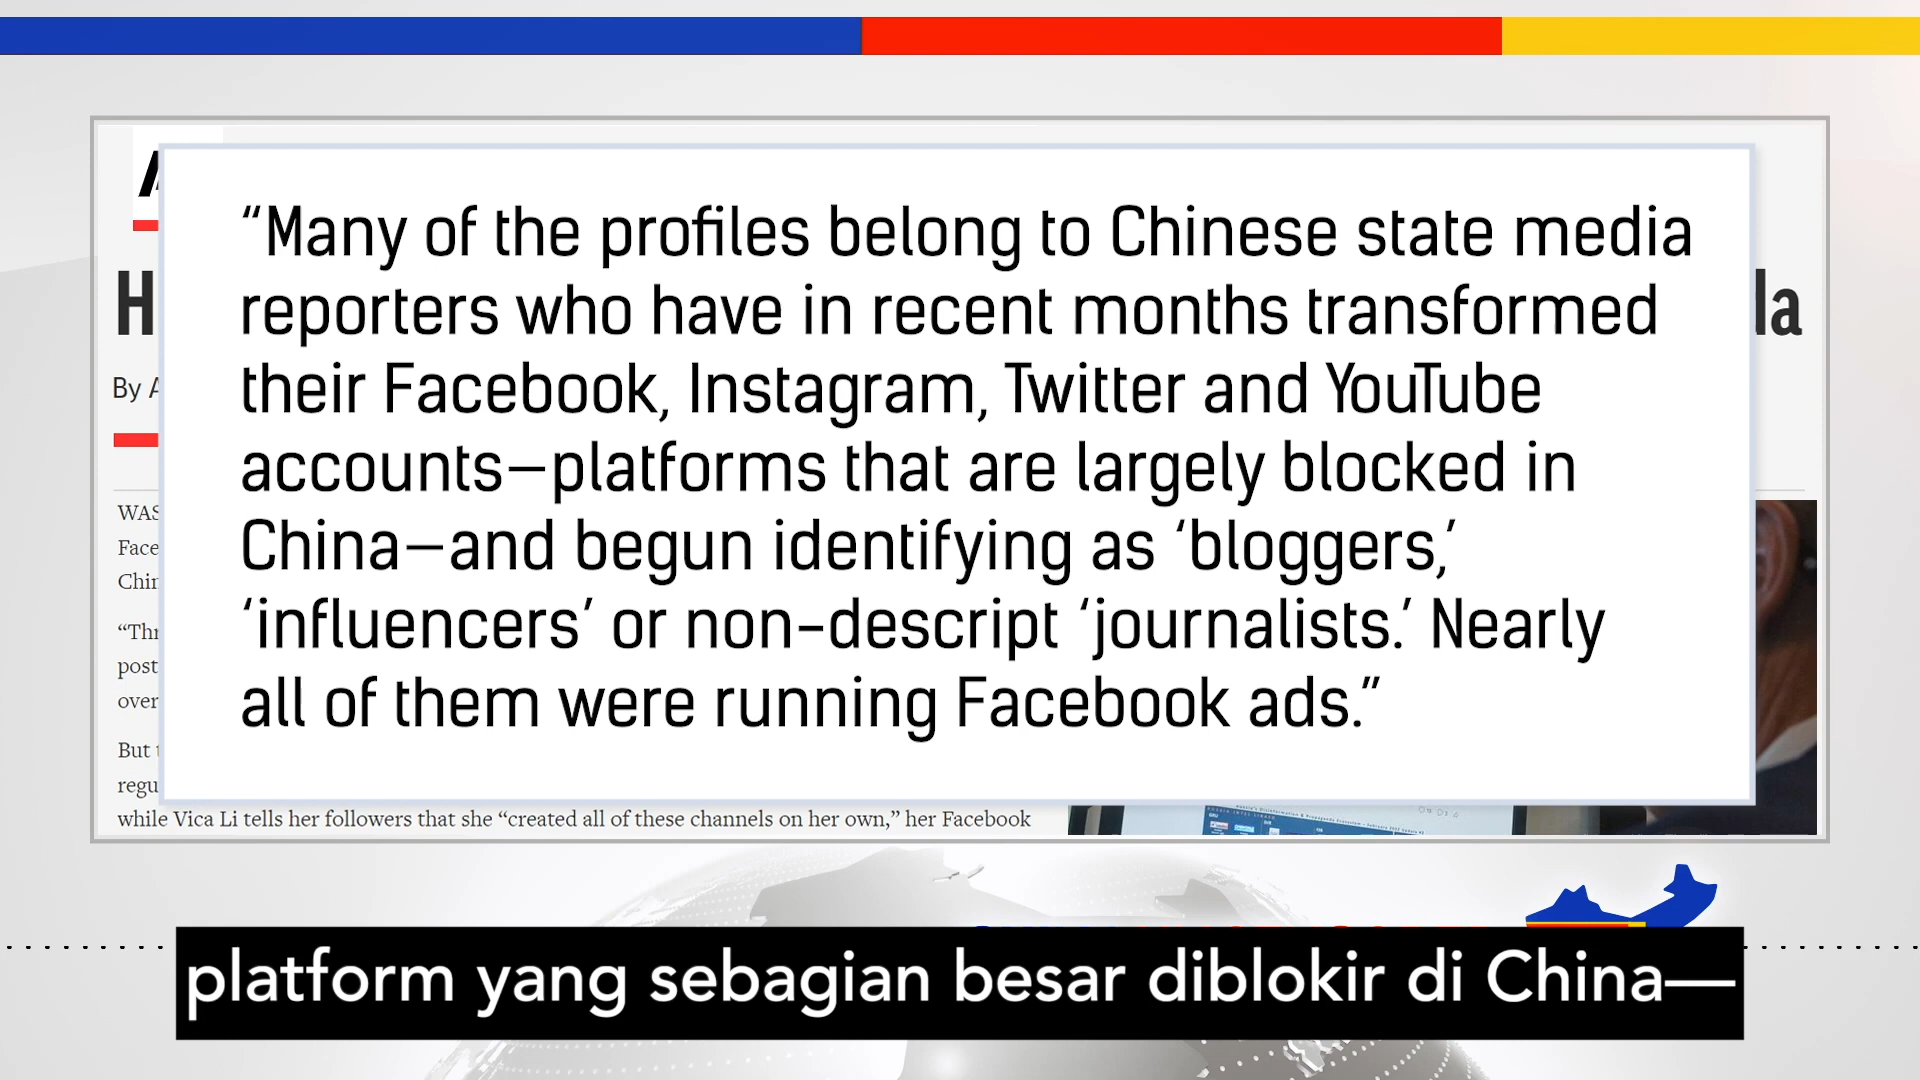 “Many of the profiles belong to Chinese state media
reporters who have in recent months transformed
their Facebook, Instagram, Twitter and YouTube
accounts—platforms that are largely blocked in
China—and begun identifying as ‘bloggers,’
‘influencers’ or non-descript ‘journalists.’ Nearly
all of them were running Facebook ads.”
By A
while Vica Li tells her followers that she “created all of these channels on her own,” her Facebook
platform yang sebagian besar diblokir di China—